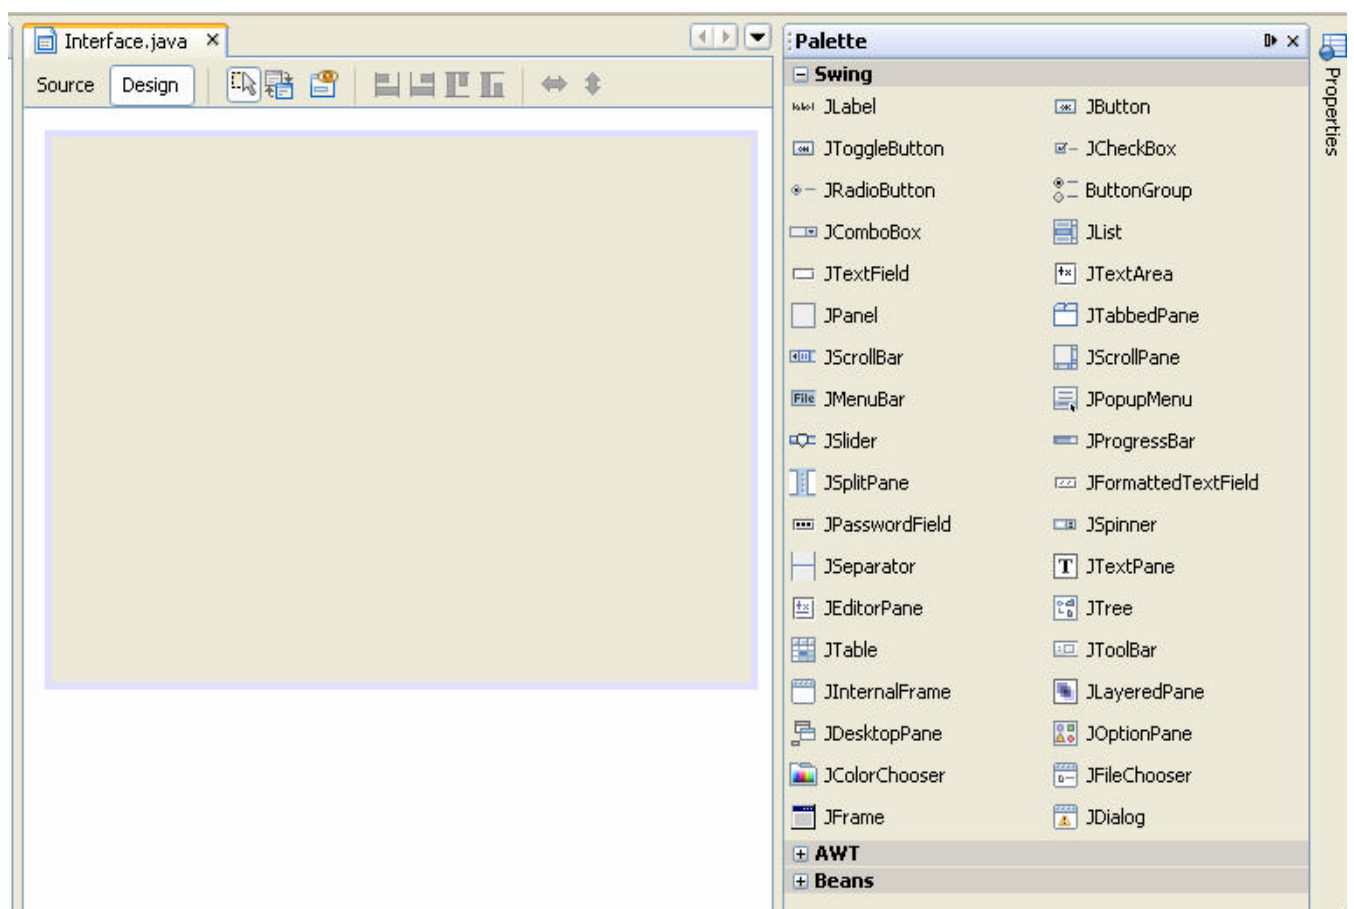 Interface.java
Source Design
Palette
Swing
JLabel JButton
JToggleButton JCheckBox
JRadioButton ButtonGroup
JComboBox JList
JTextField JTextArea
JPanel JTabbedPane
JScrollBar JScrollPane
File JMenuBar JPopupMenu
JSlider JProgressBar
JSplitPane JFormattedTextField
JPasswordField JSpinner
JSeparator T JTextPane
JEditorPane JTree
JTable JToolBar
JInternalFrame JLayeredPane
JDesktopPane JOptionPane
JColorChooser JFileChooser
JFrame JDialog
AWT
Beans
Properties